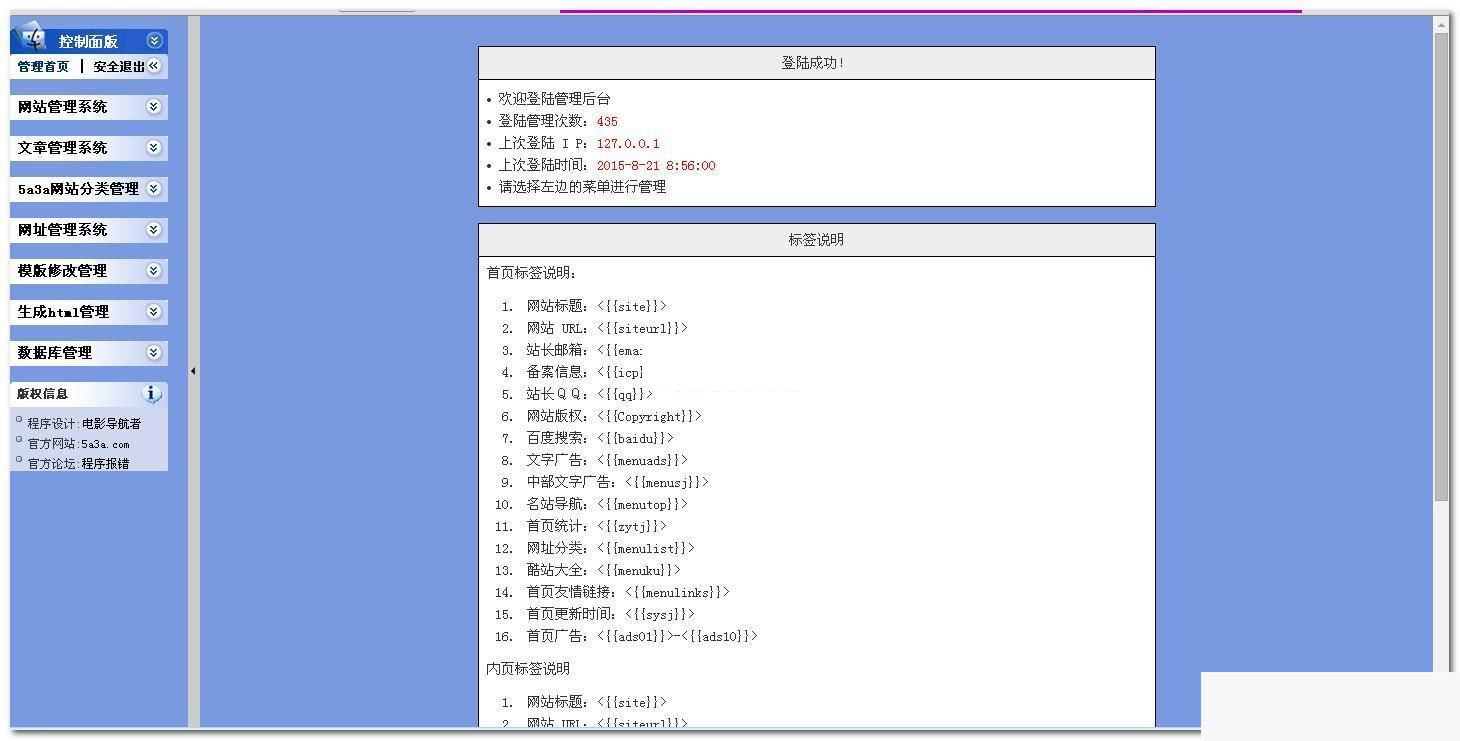 控制面版
管理首页 | 安全退出
网站管理系统
文章管理系统
5a3a网站分类管理
网址管理系统
模版修改管理
生成html管理
数据库管理
版权信息
程序设计:电影导航者
官方网站:5a3a.com
官方论坛:程序报错
登陆成功!
• 欢迎登陆管理后台
• 登陆管理次数: 435
• 上次登陆 I P: 127.0.0.1
• 上次登陆时间: 2015-8-21 8:56:00
• 请选择左边的菜单进行管理
标签说明
首页标签说明:
1. 网站标题: <{{site}}>
2. 网站 URL: <{{siteurl}}>
3. 站长邮箱: <{{ema:
4. 备案信息: <{{icp}
5. 站长ＱＱ: <{{qq}}>
6. 网站版权: <{{Copyright}}>
7. 百度搜索: <{{baidu}}>
8. 文字广告: <{{menuads}}>
9. 中部文字广告: <{{menusj}}>
10. 名站导航: <{{menutop}}>
11. 首页统计: <{{zytj}}>
12. 网址分类: <{{menulist}}>
13. 酷站大全: <{{menuku}}>
14. 首页友情链接: <{{menulinks}}>
15. 首页更新时间: <{{sysj}}>
16. 首页广告: <{{ads01}}>-<{{ads10}}>
内页标签说明
1. 网站标题: <{{site}}>
2. 网站 URL: <{{siteurl}}>